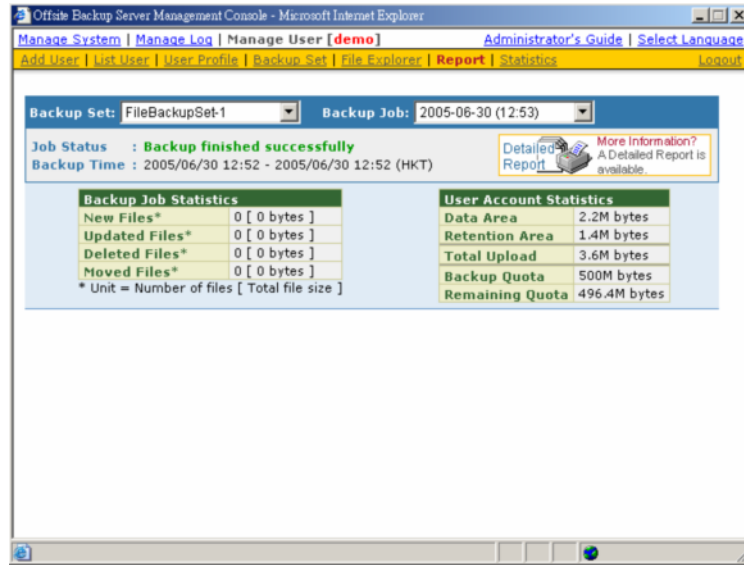 Offsite Backup Server Management Console - Microsoft Internet Explorer
Manage System | Manage Log | Manage User [demo] Administrator's Guide | Select Language
Add User | List User | User Profile | Backup Set | File Explorer | Report | Statistics Logout
Backup Set: FileBackupSet-1 Backup Job: 2005-06-30 (12:53)
Job Status : Backup finished successfully
Backup Time : 2005/06/30 12:52 - 2005/06/30 12:52 (HKT)
Detailed Report
More Information?
A Detailed Report is
available.
Backup Job Statistics
New Files* 0 [ 0 bytes ]
Updated Files* 0 [ 0 bytes ]
Deleted Files* 0 [ 0 bytes ]
Moved Files* 0 [ 0 bytes ]
* Unit = Number of files [ Total file size ]
User Account Statistics
Data Area 2.2M bytes
Retention Area 1.4M bytes
Total Upload 3.6M bytes
Backup Quota 500M bytes
Remaining Quota 496.4M bytes